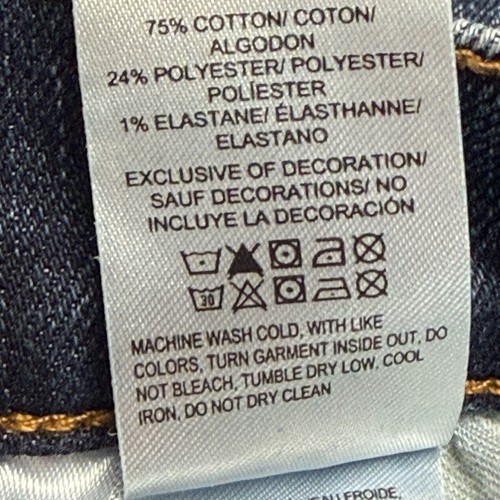 75% COTTON/ COTON/
ALGODON
24% POLYESTER/ POLYESTER/
POLÍESTER
1% ELASTANE/ ÉLASTHANNE/
ELASTANO
EXCLUSIVE OF DECORATION/
SAUF DECORATIONS/ NO
INCLUYE LA DECORACIÓN
30
MACHINE WASH COLD, WITH LIKE
COLORS, TURN GARMENT INSIDE OUT, DO
NOT BLEACH, TUMBLE DRY LOW, COOL
IRON, DO NOT DRY CLEAN
FROIDE,